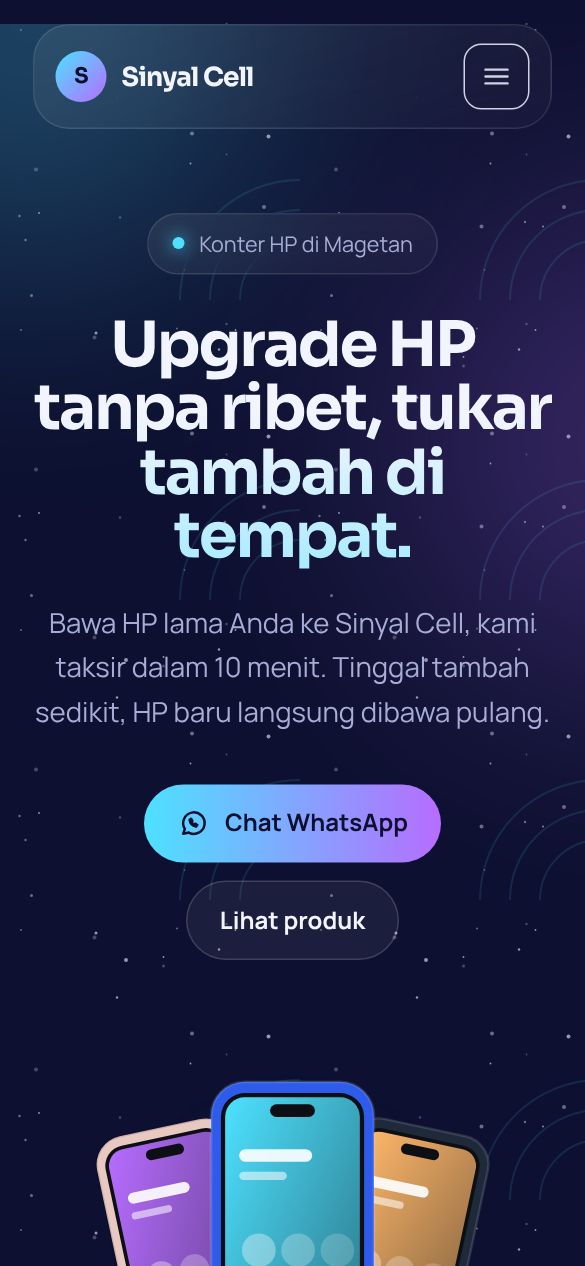 S
Sinyal Cell
Konter HP di Magetan
Upgrade HP
tanpa ribet, tukar
tambah di
tempat.
Bawa HP lama Anda ke Sinyal Cell, kami
taksir dalam 10 menit. Tinggal tambah
sedikit, HP baru langsung dibawa pulang.
Chat WhatsApp
Lihat produk